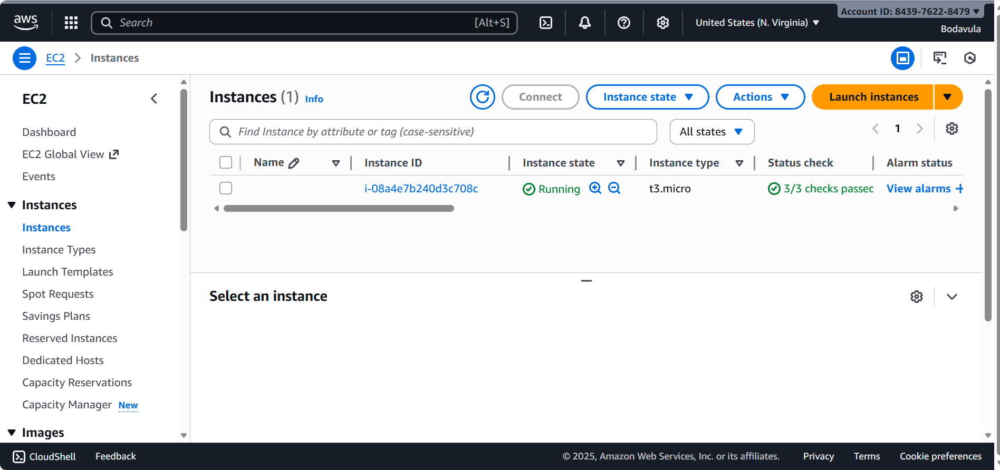 aws
Search [Alt+S]
United States (N. Virginia)
Account ID: 8439-7622-8479
Bodavula
EC2 Instances
EC2
Dashboard
EC2 Global View
Events
Instances
Instances
Instance Types
Launch Templates
Spot Requests
Savings Plans
Reserved Instances
Dedicated Hosts
Capacity Reservations
Capacity Manager New
Images
Instances (1) Info
Connect
Instance state
Actions
Launch instances
Find Instance by attribute or tag (case-sensitive)
All states
1
Name Instance ID Instance state Instance type Status check Alarm status
i-08a4e7b240d3c708c Running t3.micro 3/3 checks passed View alarms +
Select an instance
CloudShell Feedback © 2025, Amazon Web Services, Inc. or its affiliates. Privacy Terms Cookie preferences